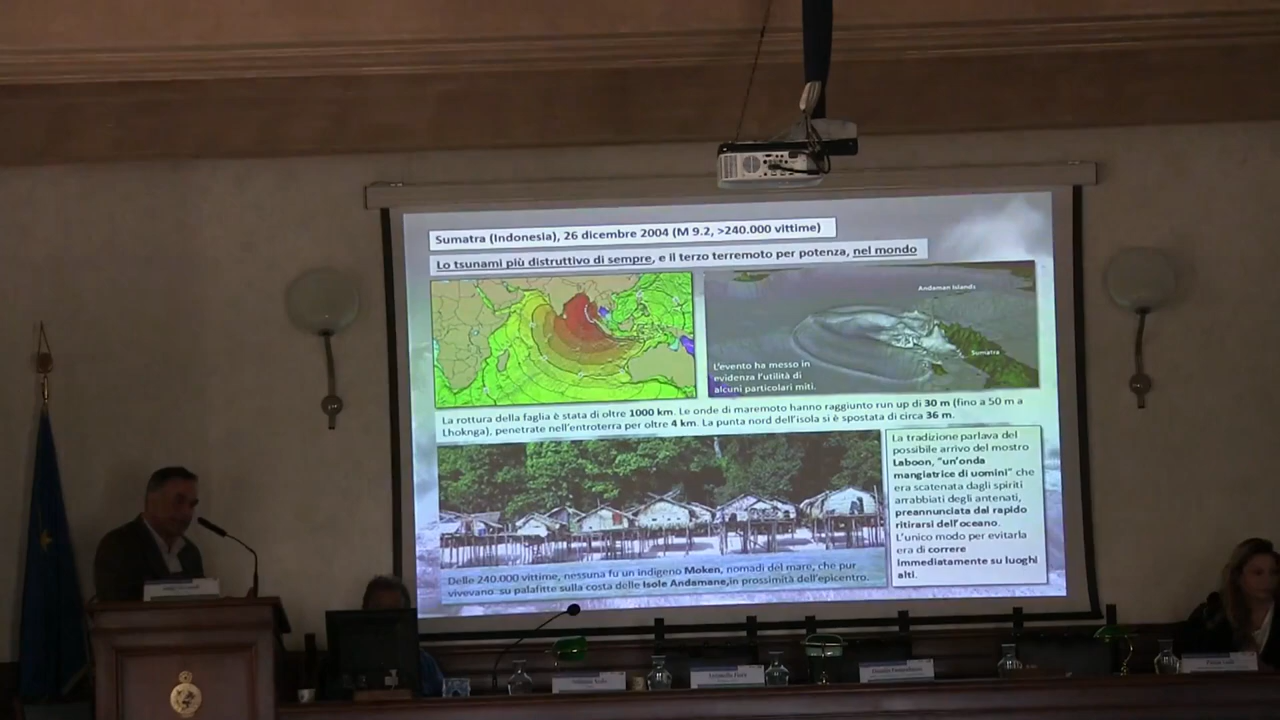 Sumatra (Indonesia), 26 dicembre 2004 (M 9.2, >240.000 vittime)
Lo tsunami più distruttivo di sempre, e il terzo terremoto per potenza, nel mondo
Andaman Islands
Sumatra
L'evento ha messo in
evidenza l'utilità di
alcuni particolari miti.
La rottura della faglia è stata di oltre 1000 km. Le onde di maremoto hanno raggiunto run up di 30 m (fino a 50 m a
Lhoknga), penetrate nell'entroterra per oltre 4 km. La punta nord dell'isola si è spostata di circa 36 m.
La tradizione parlava del
possibile arrivo del mostro
Laboon, "un'onda
mangiatrice di uomini" che
era scatenata dagli spiriti
arrabbiati degli antenati,
preannunciata dal rapido
ritirarsi dell'oceano.
L'unico modo per evitarla
era di correre
immediatamente su luoghi
alti.
Delle 240.000 vittime, nessuna fu un indigeno Moken, nomadi del mare, che pur
vivevano su palafitte sulla costa delle Isole Andamane,in prossimità dell'epicentro.